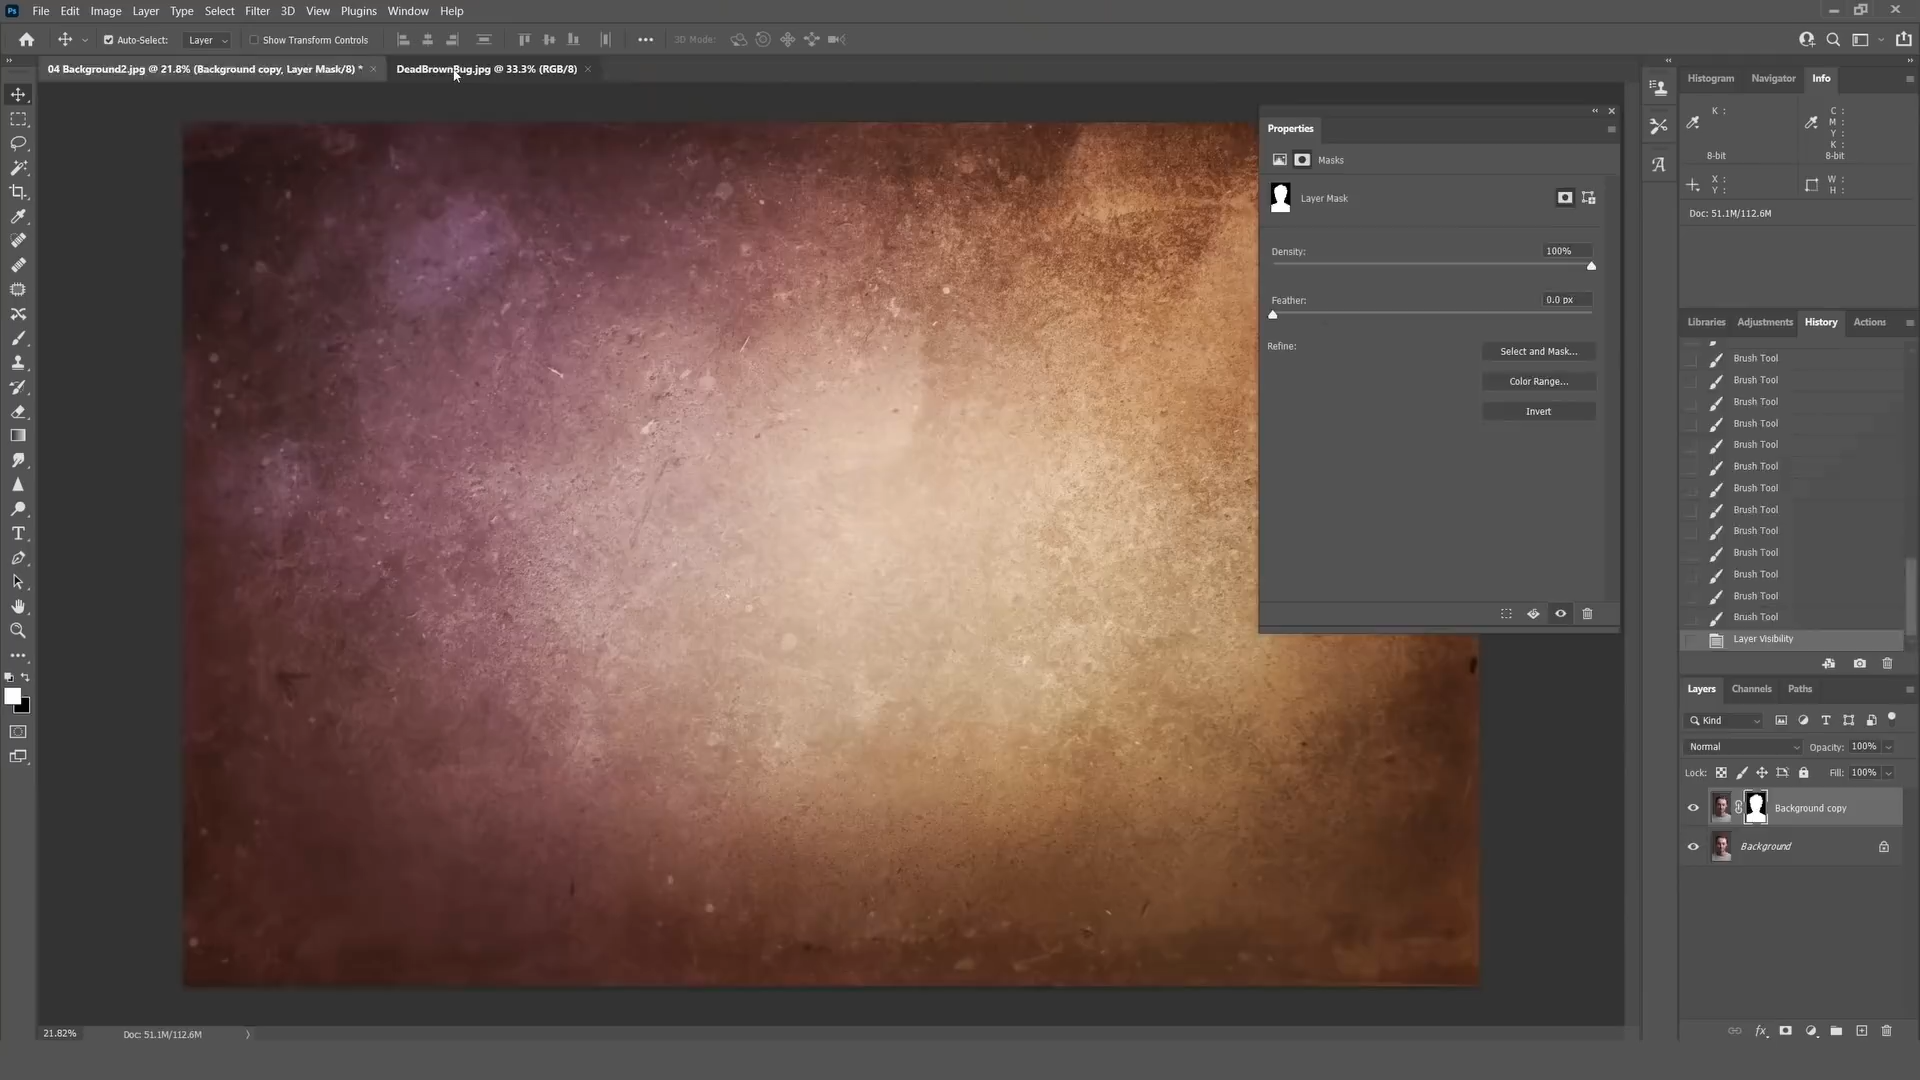 Ps File Edit Image Layer Type Select Filter 3D View Plugins Window Help
Auto-Select: Layer Show Transform Controls 3D Mode:
04 Background2.jpg @ 21.8% (Background copy, Layer Mask/8) * × DeadBrownBug.jpg @ 33.3% (RGB/8) ×
Histogram Navigator Info
K :
C :
M :
Y :
K :
8-bit 8-bit
X :
Y :
W :
H :
Doc: 51.1M/112.6M
Properties
Masks
Layer Mask
Density: 100%
Feather: 0.0 px
Refine:
Select and Mask...
Color Range...
Invert
Libraries Adjustments History Actions
Brush Tool
Brush Tool
Brush Tool
Brush Tool
Brush Tool
Brush Tool
Brush Tool
Brush Tool
Brush Tool
Brush Tool
Brush Tool
Brush Tool
Brush Tool
Layer Visibility
Layers Channels Paths
Kind
Normal Opacity: 100%
Lock: Fill: 100%
Background copy
Background
21.82% Doc: 51.1M/112.6M